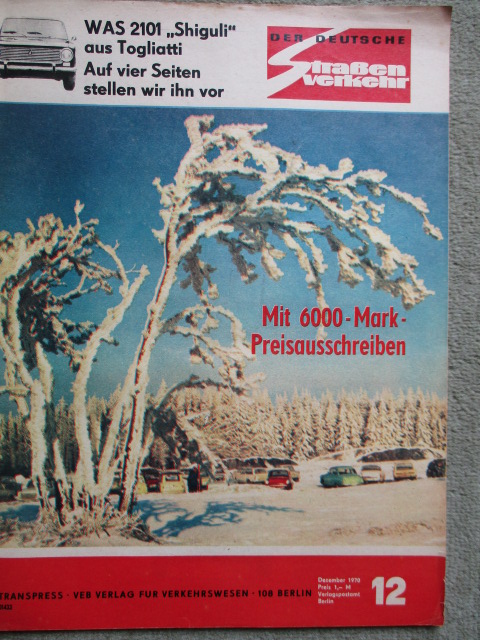 WAS 2101 „Shiguli“
aus Togliatti
Auf vier Seiten
stellen wir ihn vor
DER DEUTSCHE
Straßen
verkehr
Mit 6000-Mark-
Preisausschreiben
TRANSPRESS · VEB VERLAG FUR VERKEHRSWESEN · 108 BERLIN
Dezember 1970
Preis 1,– M
Verlagspostamt
Berlin
12